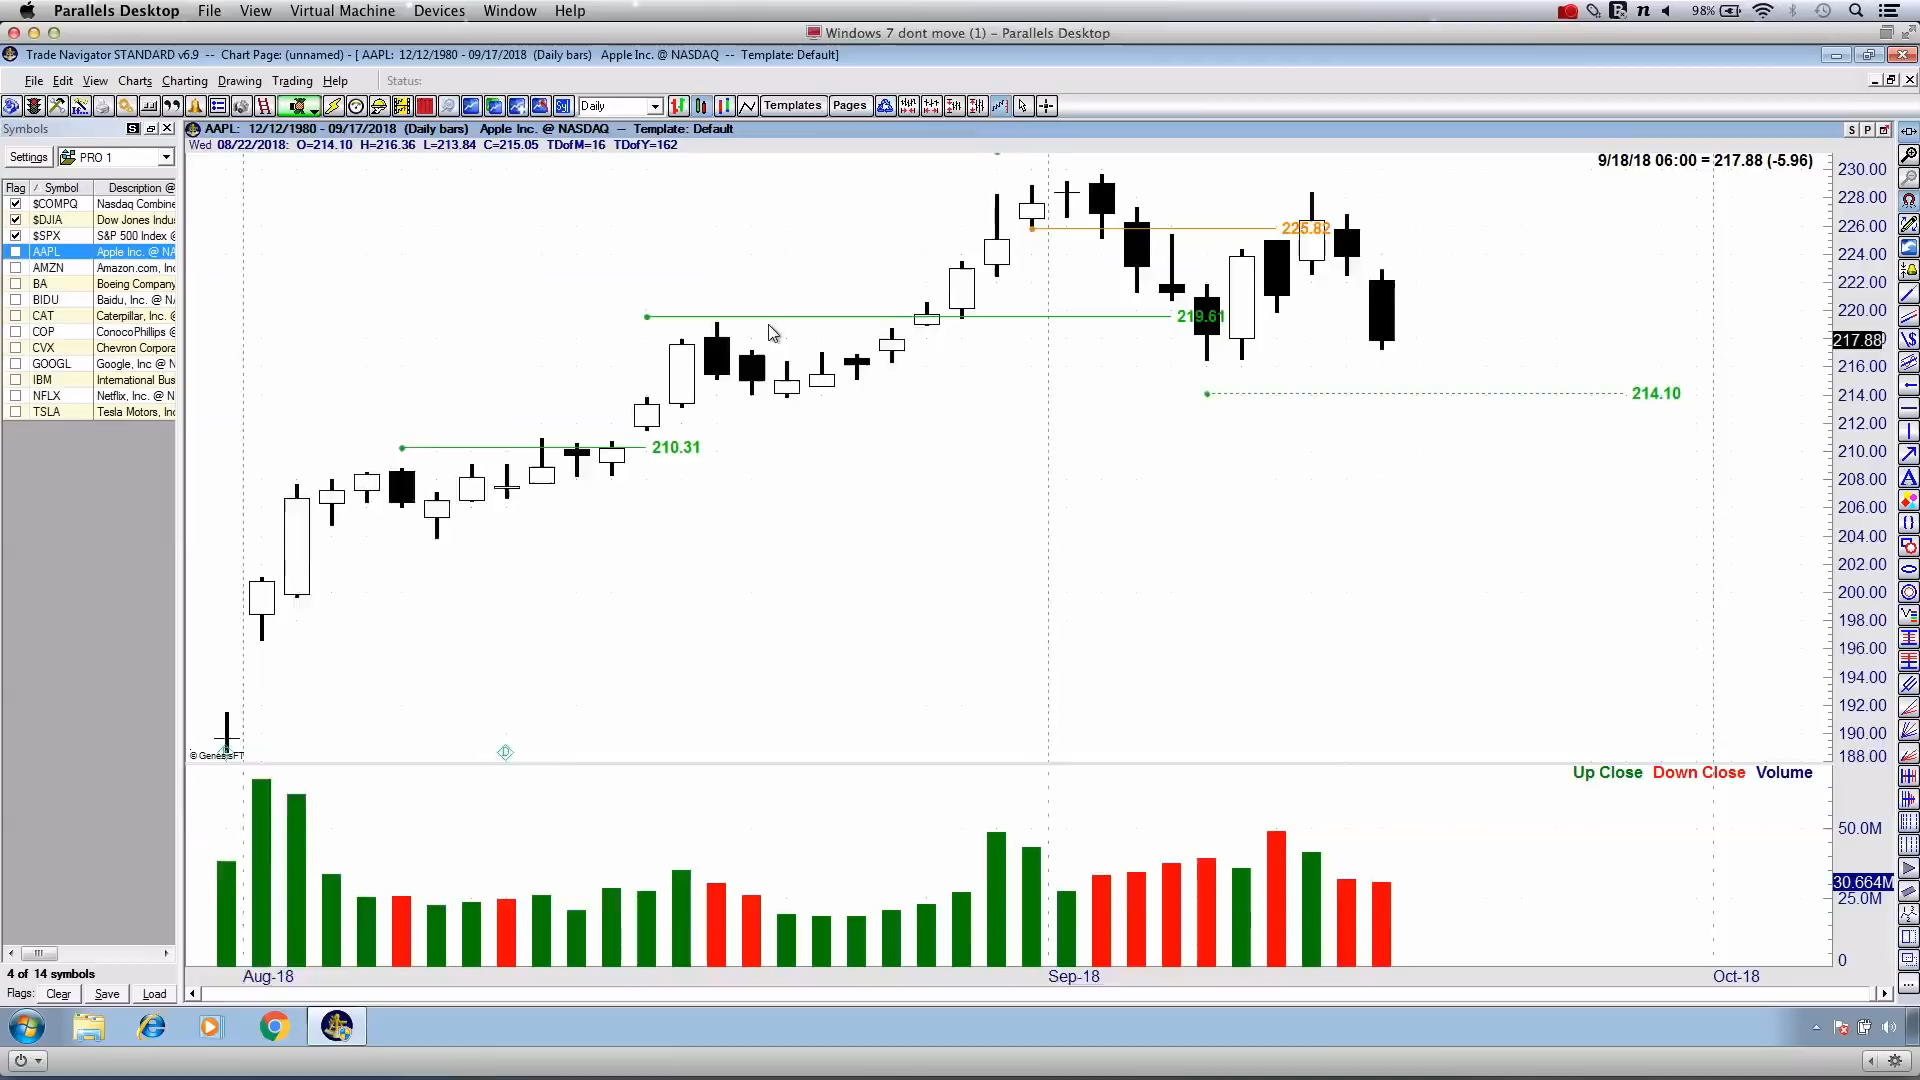 Parallels Desktop File View Virtual Machine Devices Window Help 98%
Windows 7 dont move (1) - Parallels Desktop
Trade Navigator STANDARD v6.9 -- Chart Page: (unnamed) - [ AAPL: 12/12/1980 - 09/17/2018 (Daily bars) Apple Inc. @ NASDAQ -- Template: Default]
File Edit View Charts Charting Drawing Trading Help Status:
Daily Templates Pages
Symbols S
AAPL: 12/12/1980 - 09/17/2018 (Daily bars) Apple Inc. @ NASDAQ -- Template: Default S P
Wed 08/22/2018: O=214.10 H=216.36 L=213.84 C=215.05 TDofM=16 TDofY=162
Settings PRO 1
9/18/18 06:00 = 217.88 (-5.96)
Flag Symbol Description @
$COMPQ Nasdaq Combine
$DJIA Dow Jones Indus
$SPX S&P 500 Index @
AAPL Apple Inc. @ NA
AMZN Amazon.com, Inc
BA Boeing Company
BIDU Baidu, Inc. @ NA
CAT Caterpillar, Inc. @
COP ConocoPhillips @
CVX Chevron Corpora
GOOGL Google, Inc @ N
IBM International Bus
NFLX Netflix, Inc. @ N
TSLA Tesla Motors, Inc
230.00
228.00
226.00
224.00
222.00
220.00
217.88
216.00
214.00
212.00
210.00
208.00
206.00
204.00
202.00
200.00
198.00
196.00
194.00
192.00
190.00
188.00
225.82
219.61
214.10
210.31
© GenesisFT
D
Up Close Down Close Volume
50.0M
30.664M
25.0M
0
Aug-18 Sep-18 Oct-18
4 of 14 symbols
Flags: Clear Save Load